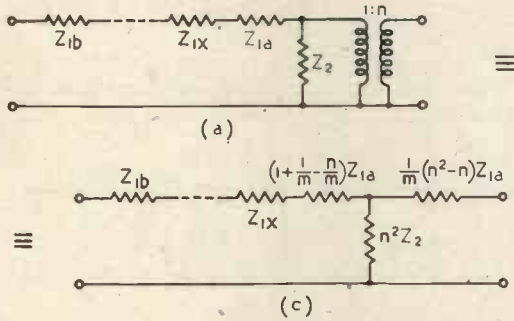 1:n
Z1b Z1X Z1a
Z2
≡
(a)
(1+1/m-n/m)Z1a 1/m(n²-n)Z1a
Z1b
Z1X
n²Z2
≡
(c)